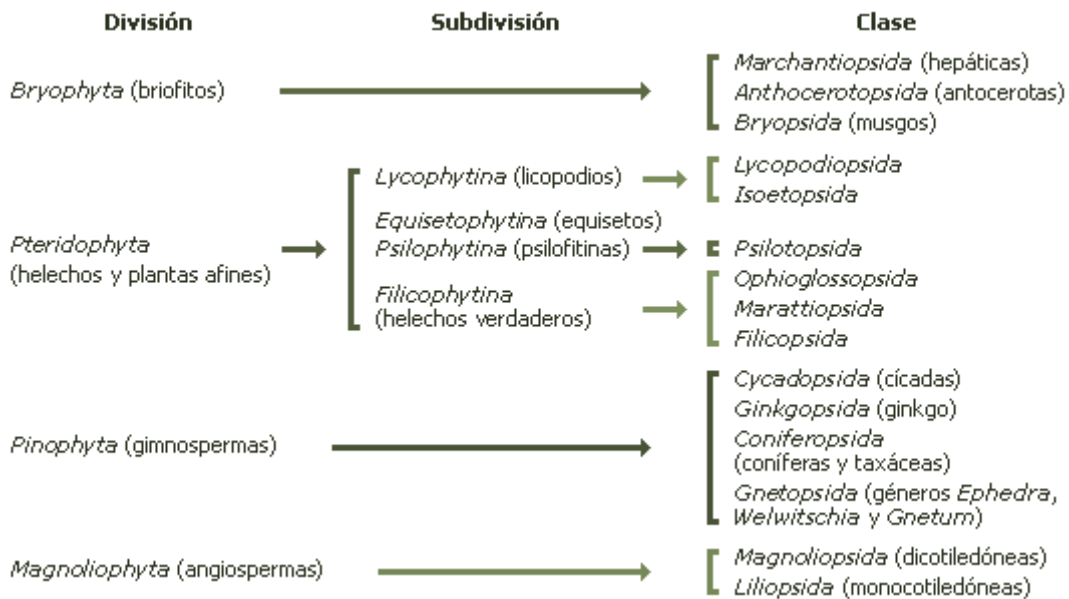 División Subdivisión Clase
Bryophyta (briofitos)
Marchantiopsida (hepáticas)
Anthocerotopsida (antocerotas)
Bryopsida (musgos)
Pteridophyta
(helechos y plantas afines)
Lycophytina (licopodios)
Lycopodiopsida
Isoetopsida
Equisetophytina (equisetos)
Psilophytina (psilofitinas)
Psilotopsida
Filicophytina
(helechos verdaderos)
Ophioglossopsida
Marattiopsida
Filicopsida
Pinophyta (gimnospermas)
Cycadopsida (cícadas)
Ginkgopsida (ginkgo)
Coniferopsida
(coníferas y taxáceas)
Gnetopsida (géneros Ephedra,
Welwitschia y Gnetum)
Magnoliophyta (angiospermas)
Magnoliopsida (dicotiledóneas)
Liliopsida (monocotiledóneas)